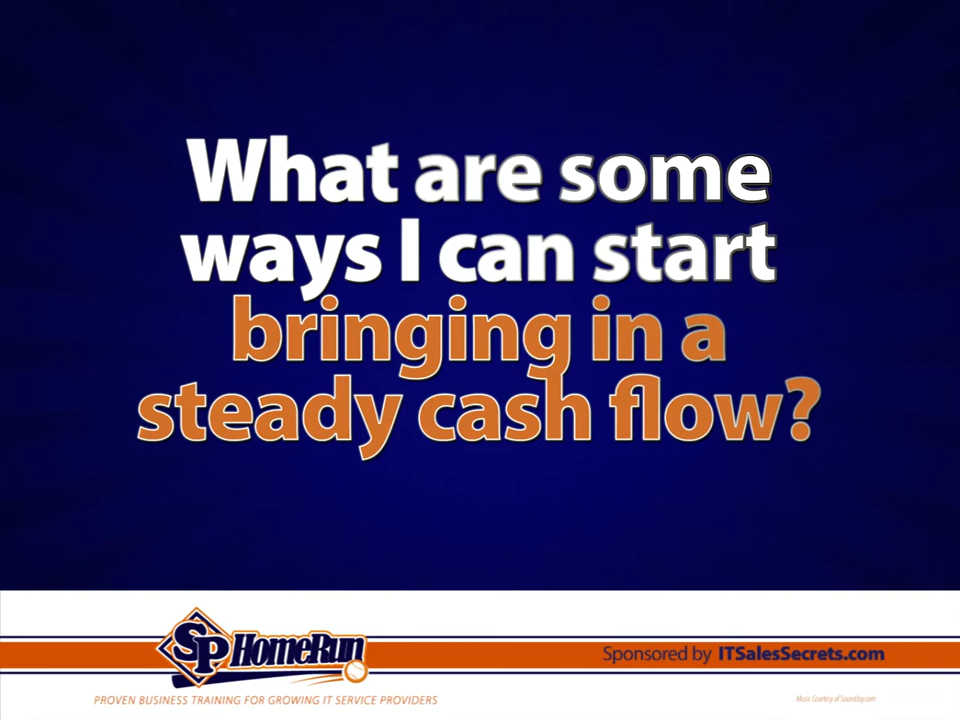 What are some
ways I can start
bringing in a
steady cash flow?
SP HomeRun
Sponsored by ITSalesSecrets.com
PROVEN BUSINESS TRAINING FOR GROWING IT SERVICE PROVIDERS
Music Courtesy of SoundJay.com